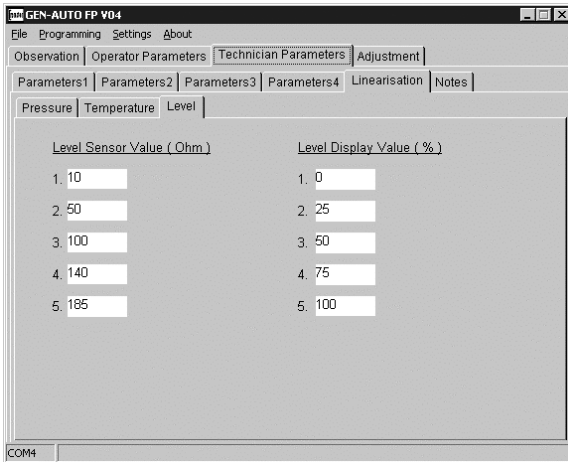 GEN-AUTO FP V04
File Programming Settings About
Observation Operator Parameters Technician Parameters Adjustment
Parameters1 Parameters2 Parameters3 Parameters4 Linearisation Notes
Pressure Temperature Level
Level Sensor Value ( Ohm ) Level Display Value ( % )
1. 10 1. 0
2. 50 2. 25
3. 100 3. 50
4. 140 4. 75
5. 185 5. 100
COM4